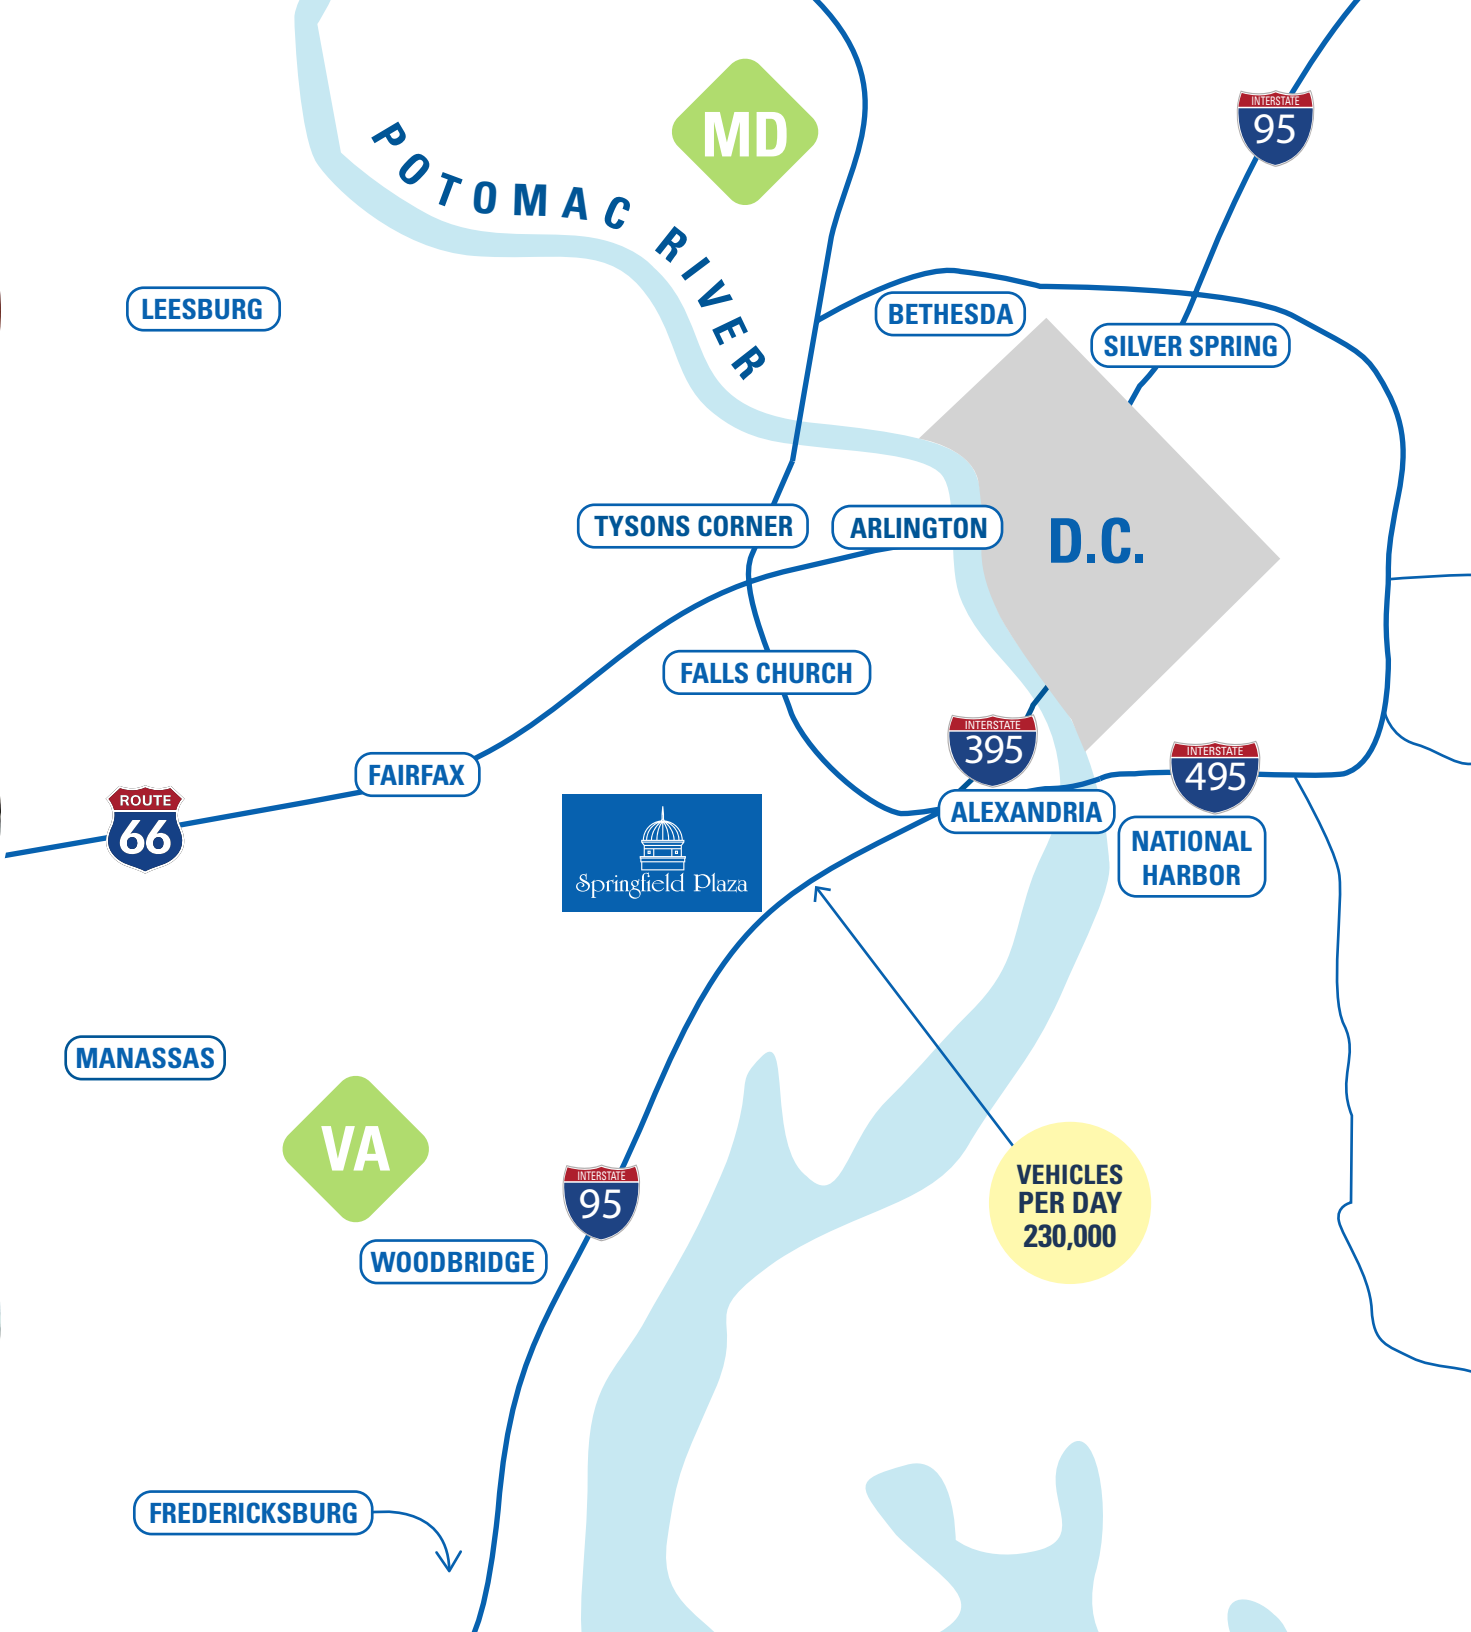 MD
INTERSTATE
95
POTOMAC RIVER
LEESBURG
BETHESDA
SILVER SPRING
TYSONS CORNER
ARLINGTON
D.C.
FALLS CHURCH
INTERSTATE
395
INTERSTATE
495
FAIRFAX
ROUTE
66
ALEXANDRIA
NATIONAL
HARBOR
Springfield Plaza
MANASSAS
VA
INTERSTATE
95
VEHICLES
PER DAY
230,000
WOODBRIDGE
FREDERICKSBURG